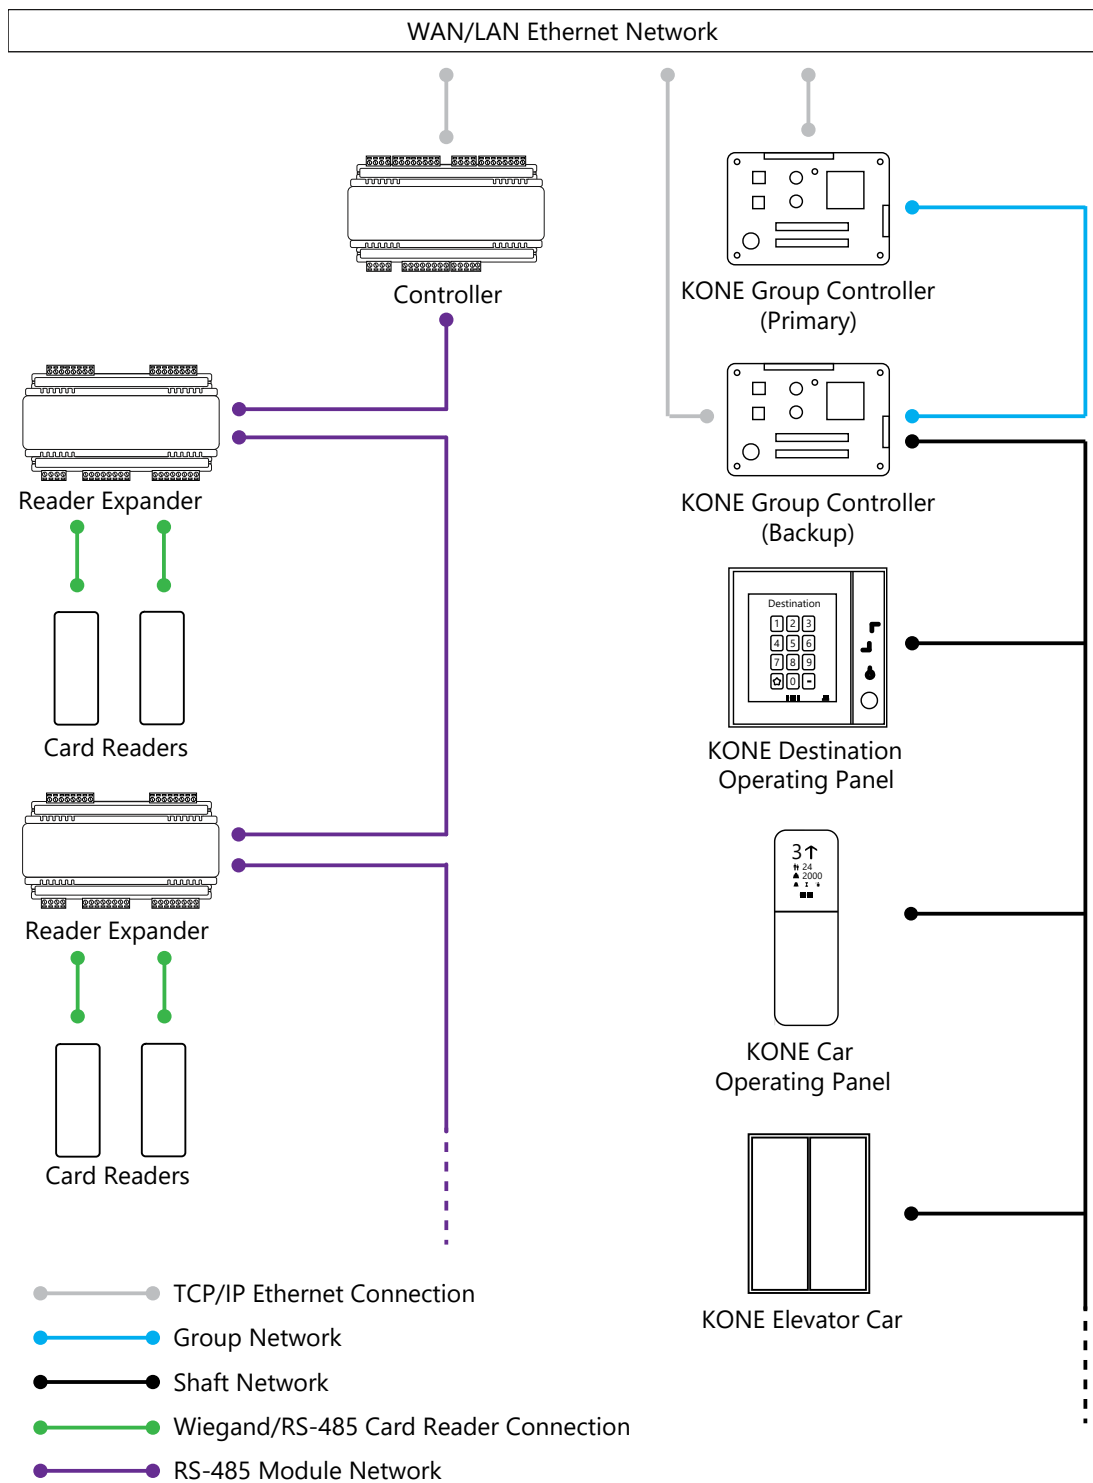 WAN/LAN Ethernet Network
Controller
KONE Group Controller
(Primary)
Reader Expander
KONE Group Controller
(Backup)
Destination
1 2 3
4 5 6
7 8 9
0 -
Card Readers
KONE Destination
Operating Panel
3↑
24
2000
Reader Expander
KONE Car
Operating Panel
Card Readers
KONE Elevator Car
TCP/IP Ethernet Connection
Group Network
Shaft Network
Wiegand/RS-485 Card Reader Connection
RS-485 Module Network